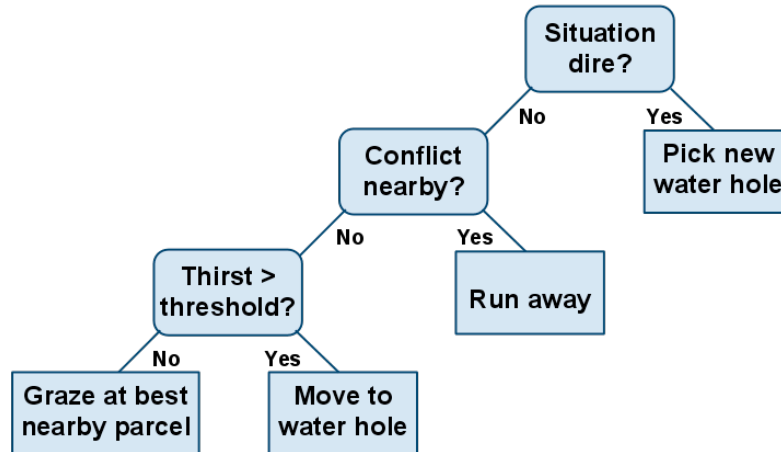 Situation
dire?
No
Yes
Conflict
nearby?
Pick new
water hole
No
Yes
Thirst >
threshold?
Run away
No
Yes
Graze at best
nearby parcel
Move to
water hole